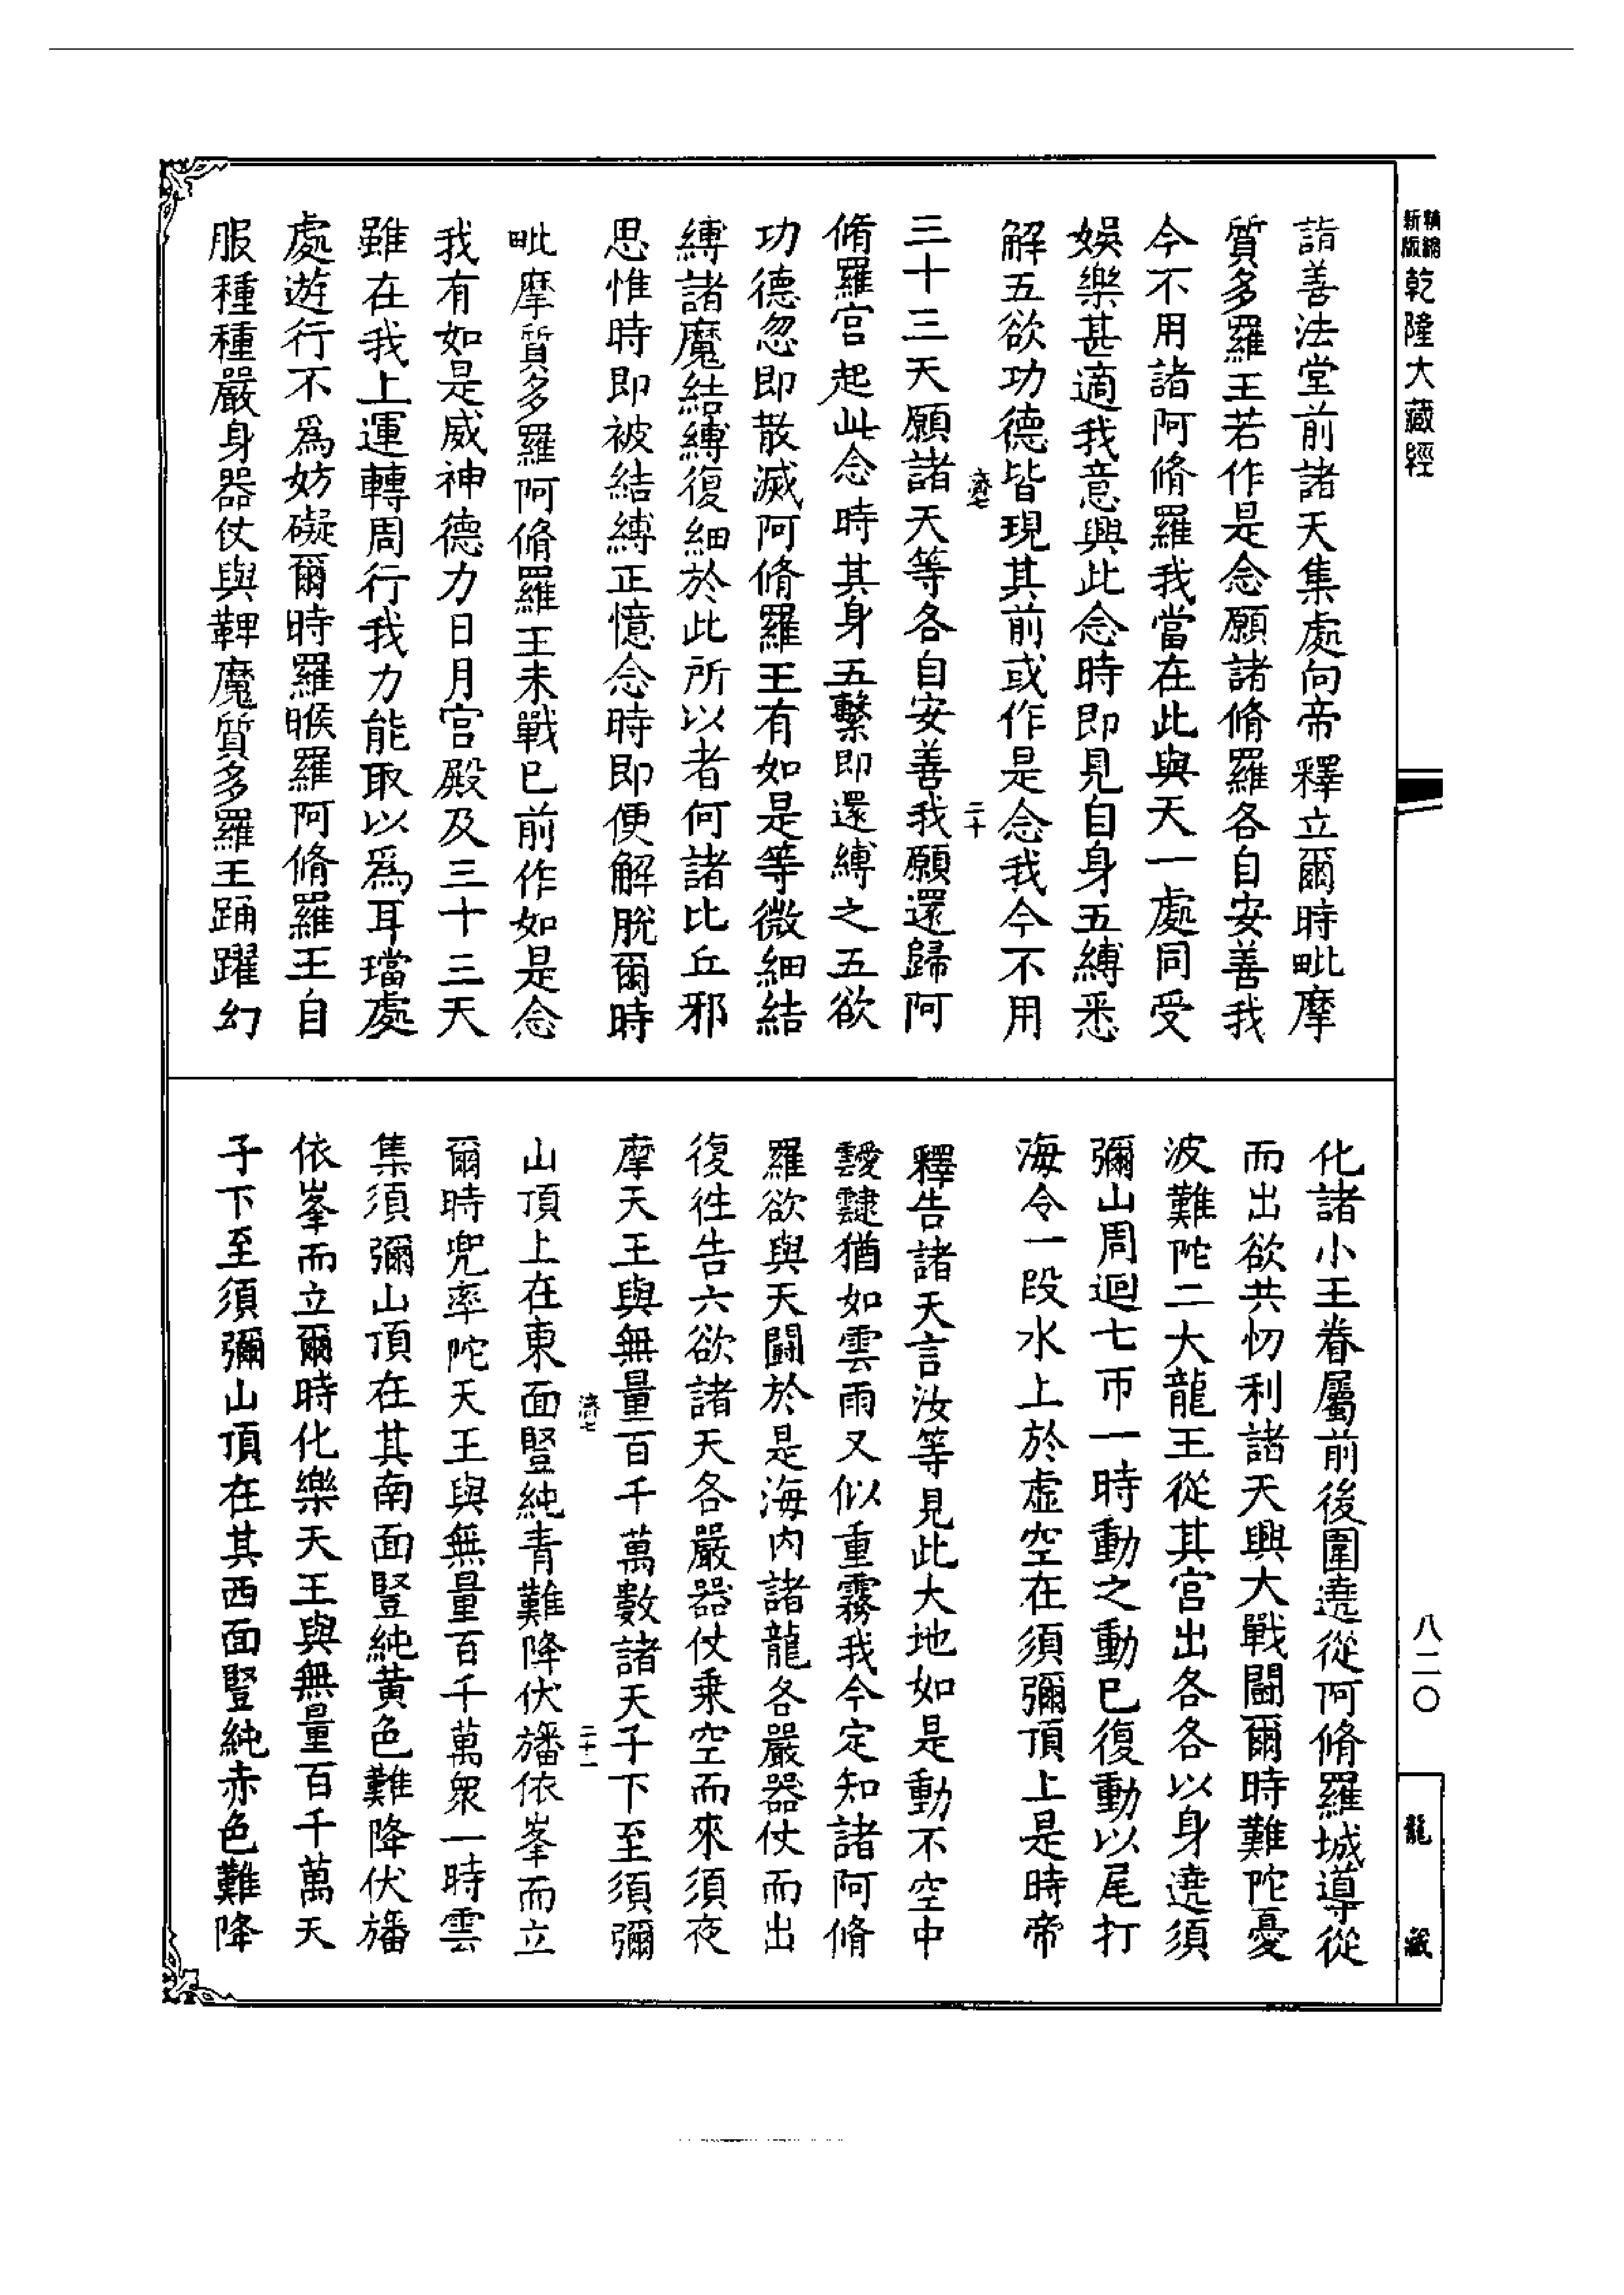 精縮
新版
乾隆大藏經
八二〇
龍藏
詣善法堂前諸天集處向帝釋立爾時毗摩
質多羅王若作是念願諸脩羅各自安善我
今不用諸阿脩羅我當在此與天一處同受
娛樂甚適我意興此念時即見自身五縛悉
解五欲功德皆現其前或作是念我今不用
濟七
二十
三十三天願諸天等各自安善我願還歸阿
脩羅宫起此念時其身五繫即還縛之五欲
功德忽即散滅阿脩羅王有如是等微細結
縛諸魔結縛復細於此所以者何諸比丘邪
思惟時即被結縛正憶念時即便解脫爾時
毗摩質多羅阿脩羅王未戰已前作如是念
我有如是威神德力日月宫殿及三十三天
雖在我上運轉周行我力能取以爲耳璫處
處遊行不爲妨礙爾時羅睺羅阿脩羅王自
服種種嚴身器仗與鞞魔質多羅王踊躍幻
化諸小王眷屬前後圍遶從阿脩羅城導從
而出欲共忉利諸天興大戰鬪爾時難陀憂
波難陀二大龍王從其宫出各各以身遶須
彌山周迴七帀一時動之動已復動以尾打
海令一段水上於虛空在須彌頂上是時帝
釋告諸天言汝等見此大地如是動不空中
靉靆猶如雲雨又似重霧我今定知諸阿脩
羅欲與天鬪於是海内諸龍各嚴器仗而出
復徃告六欲諸天各嚴器仗乗空而來須夜
摩天王與無量百千萬數諸天子下至須彌
濟七
二十一
山頂上在東面豎純青難降伏旛依峯而立
爾時兜率陀天王與無量百千萬衆一時雲
集須彌山頂在其南面豎純黄色難降伏旛
依峯而立爾時化樂天王與無量百千萬天
子下至須彌山頂在其西面豎純赤色難降